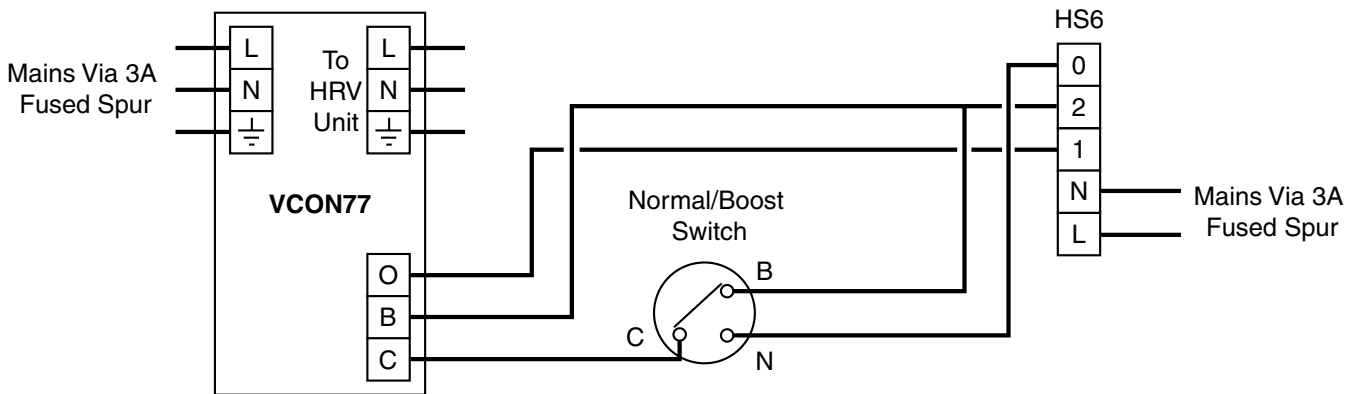 HS6
L
N
To
HRV
Unit
L
N
Mains Via 3A
Fused Spur
VCON77
O
B
C
Normal/Boost
Switch
B
C
N
0
2
1
N
L
Mains Via 3A
Fused Spur